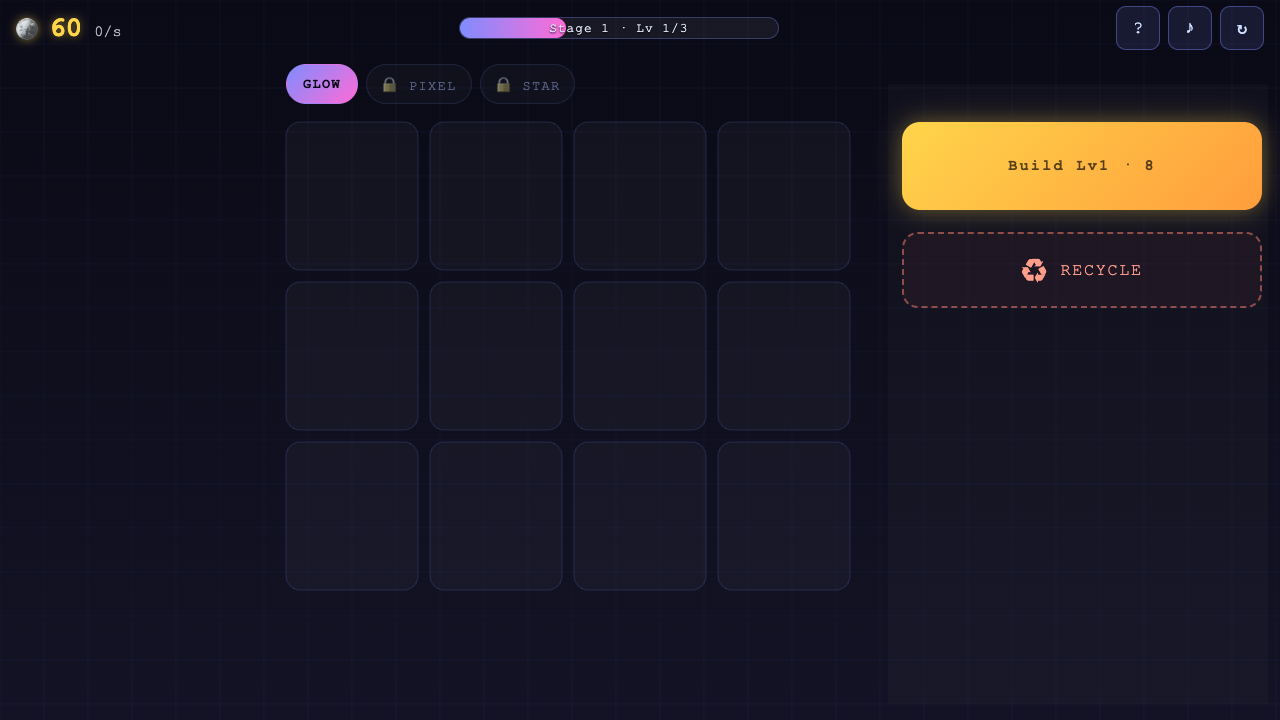 60 0/s
Stage 1 · Lv 1/3
?
GLOW
PIXEL
STAR
Build Lv1 · 8
RECYCLE